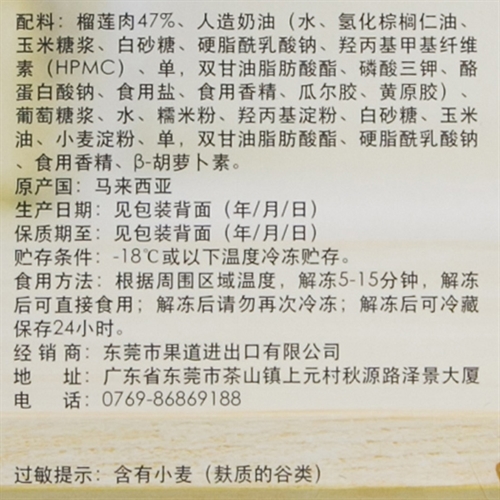 配料：榴莲肉47%、人造奶油（水、氢化棕榈仁油、
玉米糖浆、白砂糖、硬脂酰乳酸钠、羟丙基甲基纤维
素（HPMC）、单，双甘油脂肪酸酯、磷酸三钾、酪
蛋白酸钠、食用盐、食用香精、瓜尔胶、黄原胶）、
葡萄糖浆、水、糯米粉、羟丙基淀粉、白砂糖、玉米
油、小麦淀粉、单，双甘油脂肪酸酯、硬脂酰乳酸钠
、食用香精、β-胡萝卜素。
原产国：马来西亚
生产日期：见包装背面（年/月/日）
保质期至：见包装背面（年/月/日）
贮存条件：-18℃或以下温度冷冻贮存。
食用方法：根据周围区域温度，解冻5-15分钟，解冻
后可直接食用；解冻后请勿再次冷冻；解冻后可冷藏
保存24小时。
经销商：东莞市果道进出口有限公司
地址：广东省东莞市茶山镇上元村秋源路泽景大厦
电话：0769-86869188
过敏提示：含有小麦（麸质的谷类）